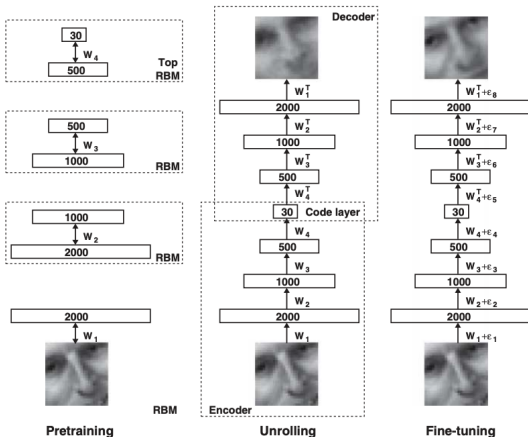 30
W₄
Top
500
RBM
500
W₃
1000
RBM
1000
W₂
2000
RBM
2000
W₁
RBM
Pretraining
Decoder
W₁ᵀ
2000
W₂ᵀ
1000
W₃ᵀ
500
W₄ᵀ
30
Code layer
W₄
500
W₃
1000
W₂
2000
W₁
Encoder
Unrolling
W₁ᵀ+ε₈
2000
W₂ᵀ+ε₇
1000
W₃ᵀ+ε₆
500
W₄ᵀ+ε₅
30
W₄+ε₄
500
W₃+ε₃
1000
W₂+ε₂
2000
W₁+ε₁
Fine-tuning